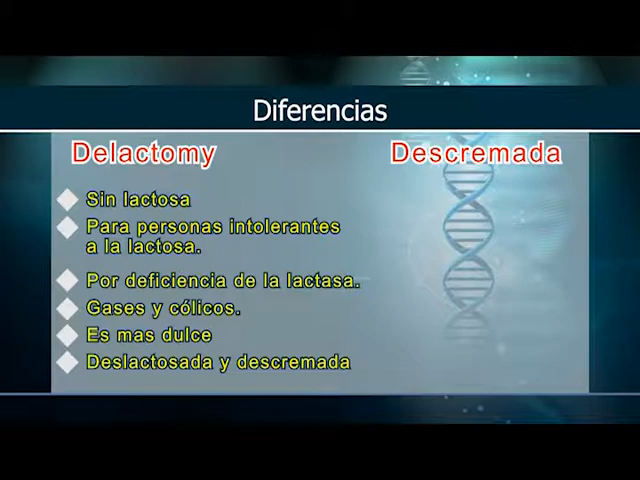 Diferencias
Delactomy
Descremada
Sin lactosa
Para personas intolerantes
a la lactosa.
Por deficiencia de la lactasa.
Gases y cólicos.
Es mas dulce
Deslactosada y descremada